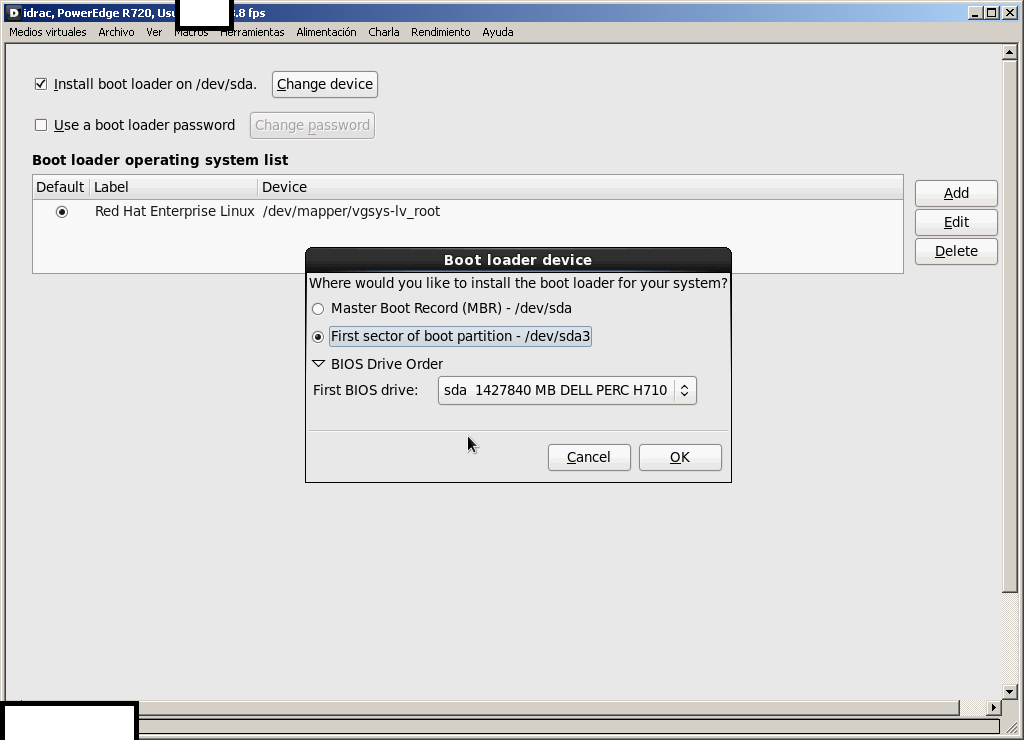 idrac, PowerEdge R720, .8 fps
Medios virtuales Archivo Ver Macros Herramientas Alimentación Charla Rendimiento Ayuda
Install boot loader on /dev/sda. Change device
Use a boot loader password Change password
Boot loader operating system list
Default Label Device
Red Hat Enterprise Linux /dev/mapper/vgsys-lv_root
Add
Edit
Delete
Boot loader device
Where would you like to install the boot loader for your system?
Master Boot Record (MBR) - /dev/sda
First sector of boot partition - /dev/sda3
BIOS Drive Order
First BIOS drive: sda 1427840 MB DELL PERC H710
Cancel OK